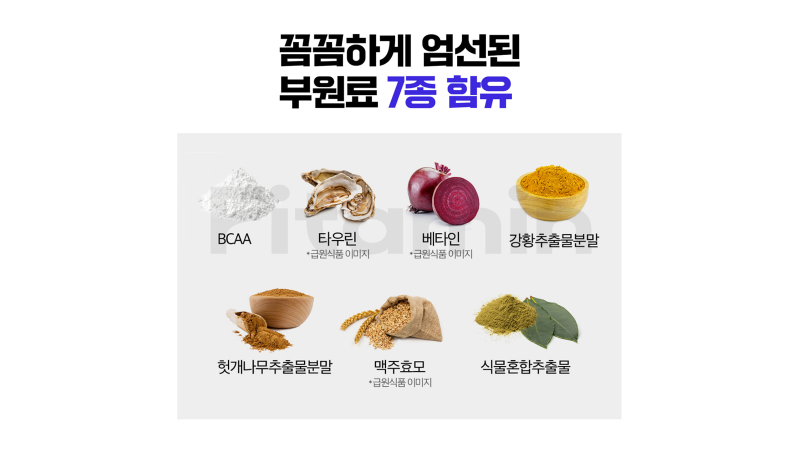 꼼꼼하게 엄선된
부원료 7종 함유
BCAA
타우린
*급원식품 이미지
베타인
*급원식품 이미지
강황추출물분말
헛개나무추출물분말
맥주효모
*급원식품 이미지
식물혼합추출물